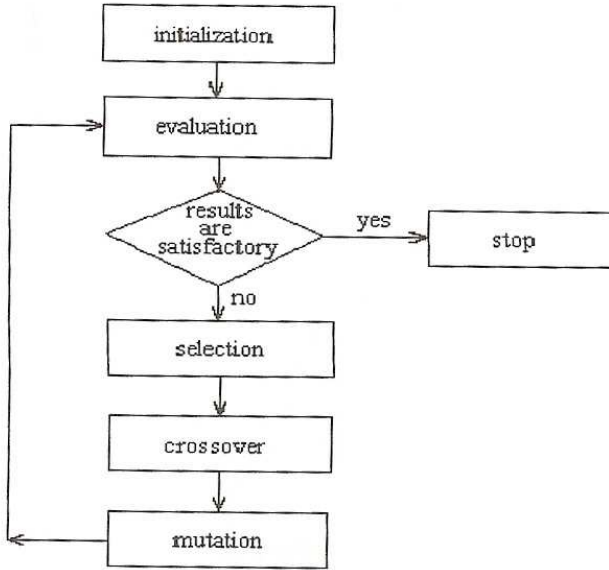 initialization
evaluation
results
are
satisfactory
yes
stop
no
selection
crossover
mutation